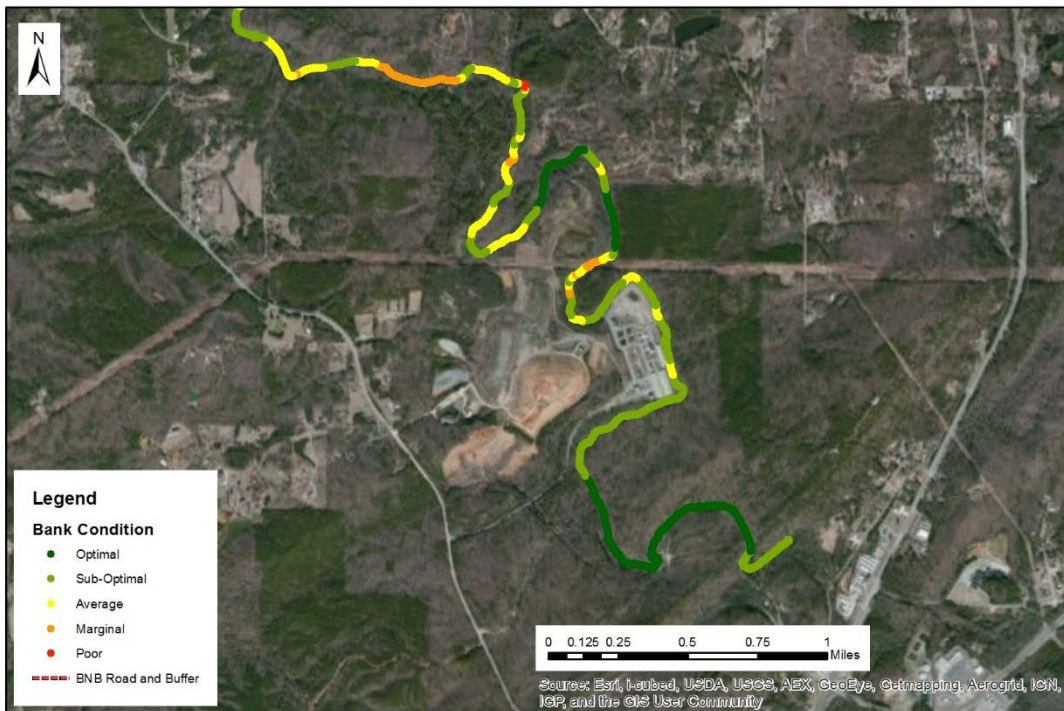 N
Legend
Bank Condition
Optimal
Sub-Optimal
Average
Marginal
Poor
BNB Road and Buffer
0 0.125 0.25 0.5 0.75 1
Miles
Source: Esri, i-cubed, USDA, USGS, AEX, GeoEye, Getmapping, Aerogrid, IGN,
IGP, and the GIS User Community